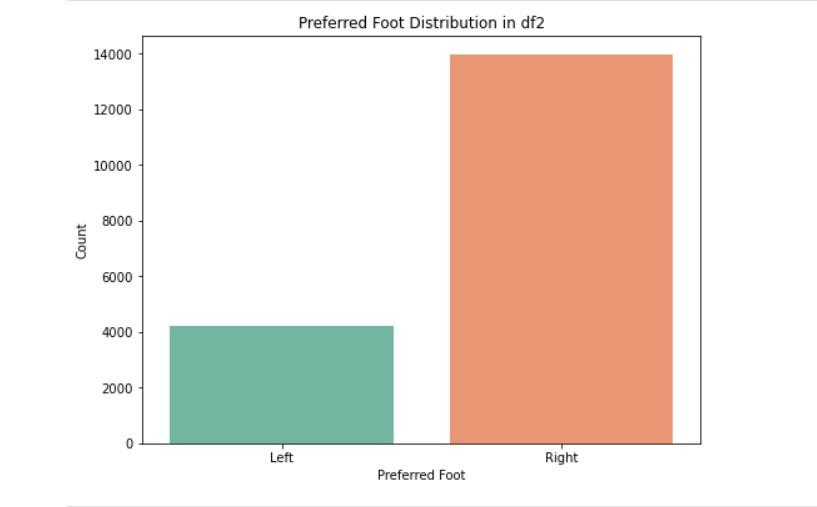 Preferred Foot Distribution in df2
14000
12000
10000
8000
6000
4000
2000
0
Count
Left Right
Preferred Foot